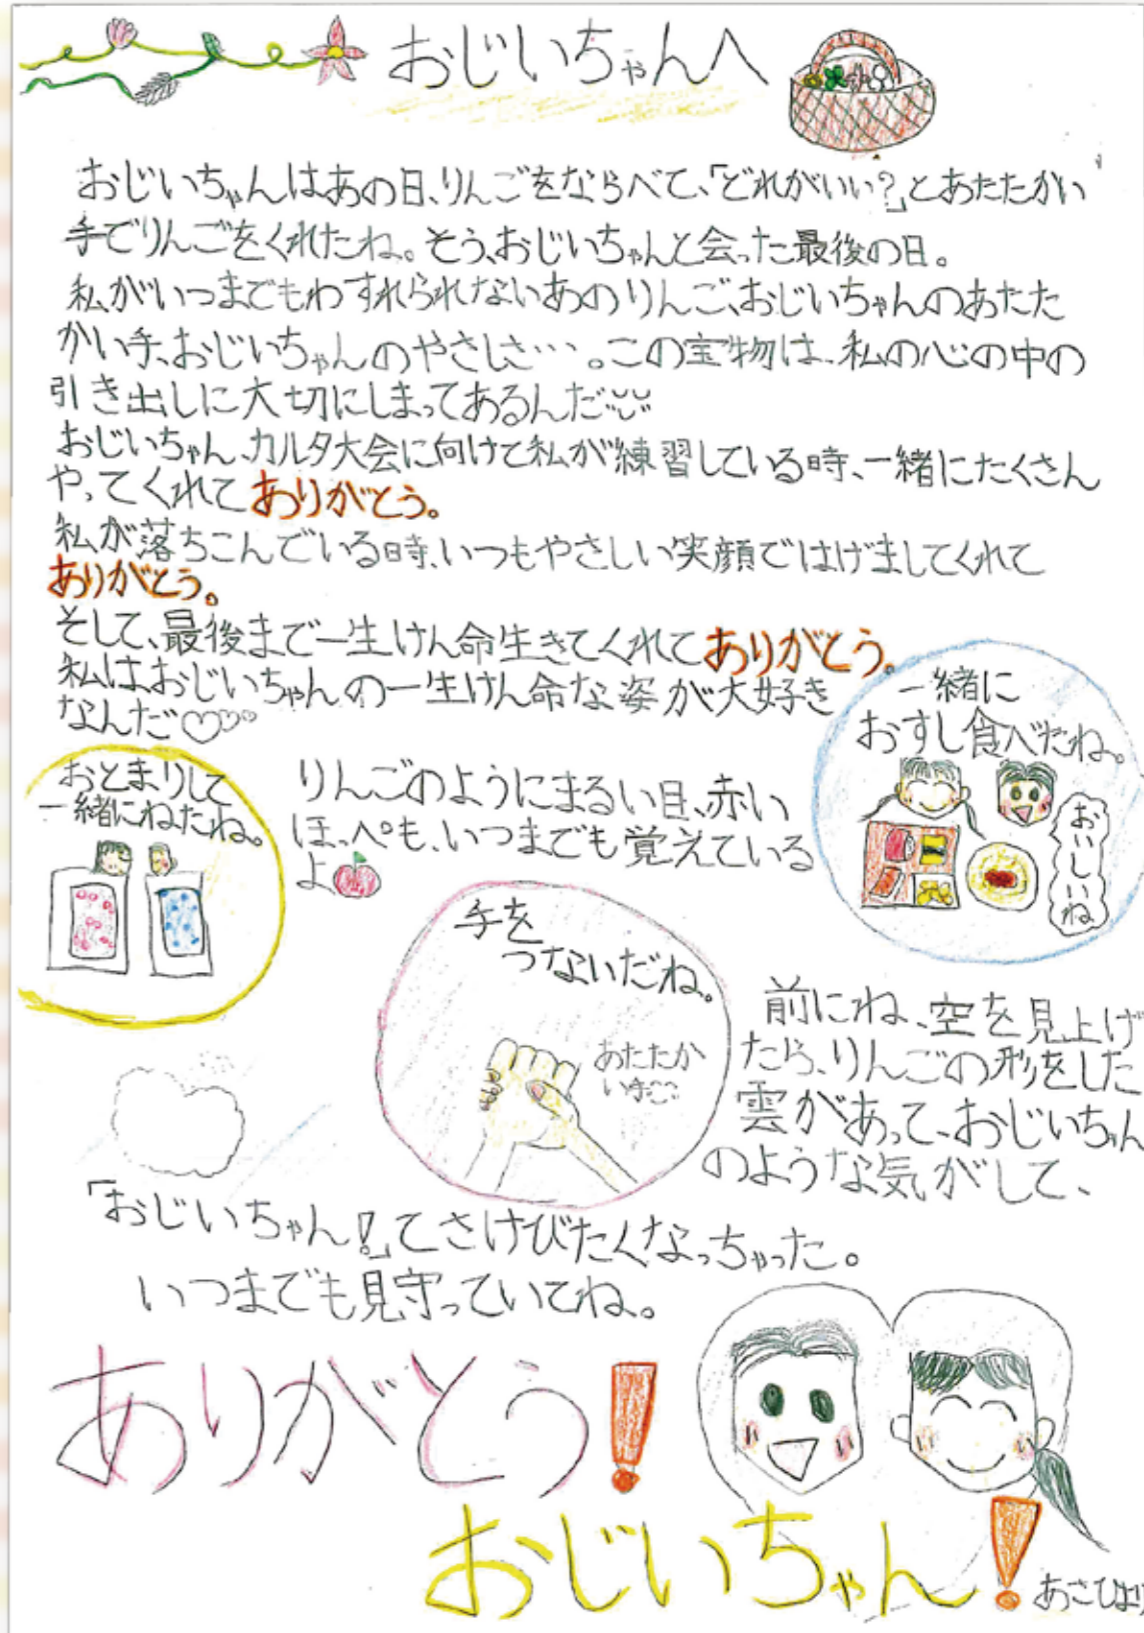 おじいちゃんへ
おじいちゃんはあの日、りんごをならべて、「どれがいい?」とあたたかい
手でりんごをくれたね。そう、おじいちゃんと会った最後の日。
私がいつまでもわすれられないあのりんご、おじいちゃんのあたた
かい手、おじいちゃんのやさしさ…。この宝物は、私の心の中の
引き出しに大切にしまってあるんだ
おじいちゃん、カルタ大会に向けて私が練習している時、一緒にたくさん
やってくれてありがとう。
私が落ちこんでいる時、いつもやさしい笑顔ではげましてくれて
ありがとう。
そして、最後まで一生けん命生きてくれてありがとう。
私は、おじいちゃんの一生けん命な姿が大好き
なんだ♡♡♡
一緒に
おすし食べたね。
おいしいね
おとまりして
一緒にねたね。
りんごのようにまるい目、赤い
ほっぺも、いつまでも覚えている
よ
手を
つないだね。
あたたか
い
前にね、空を見上げ
たら、りんごの形をした
雲があって、おじいちゃん
のような気がして、
「おじいちゃん!」てさけびたくなっちゃった。
いつまでも見守っていてね。
ありがとう!
おじいちゃん!
あさひより